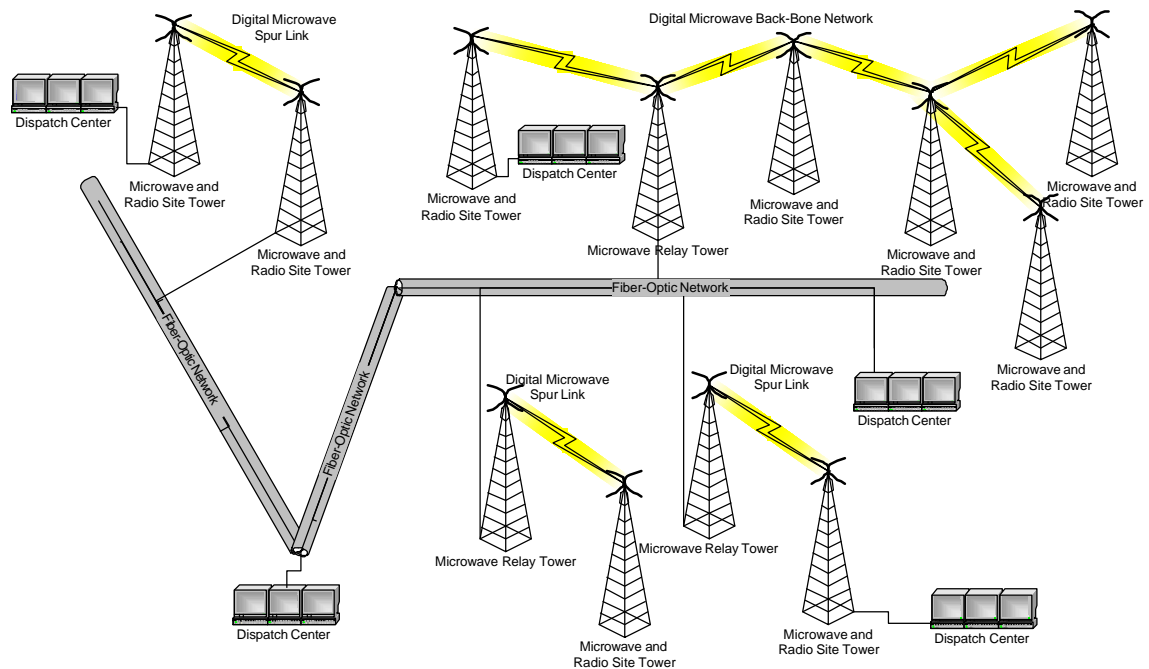 Digital Microwave
Spur Link
Digital Microwave Back-Bone Network
Dispatch Center
Dispatch Center
Microwave and
Radio Site Tower
Microwave and
Radio Site Tower
Microwave and
Radio Site Tower
Microwave and
Radio Site Tower
Microwave and
Radio Site Tower
Microwave Relay Tower
Microwave and
Radio Site Tower
Fiber-Optic Network
Fiber-Optic Network
Fiber-Optic Network
Microwave and
Radio Site Tower
Digital Microwave
Spur Link
Digital Microwave
Spur Link
Dispatch Center
Microwave Relay Tower
Microwave Relay Tower
Dispatch Center
Microwave and
Radio Site Tower
Microwave and
Radio Site Tower
Dispatch Center